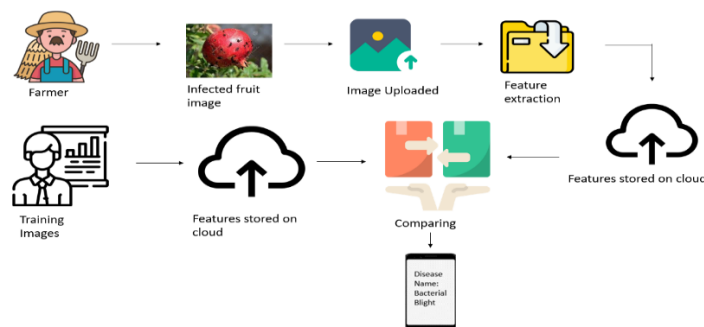 Farmer
Infected fruit
image
Image Uploaded
Feature
extraction
Features stored on cloud
Training
Images
Features stored on
cloud
Comparing
Disease
Name:
Bacterial
Blight